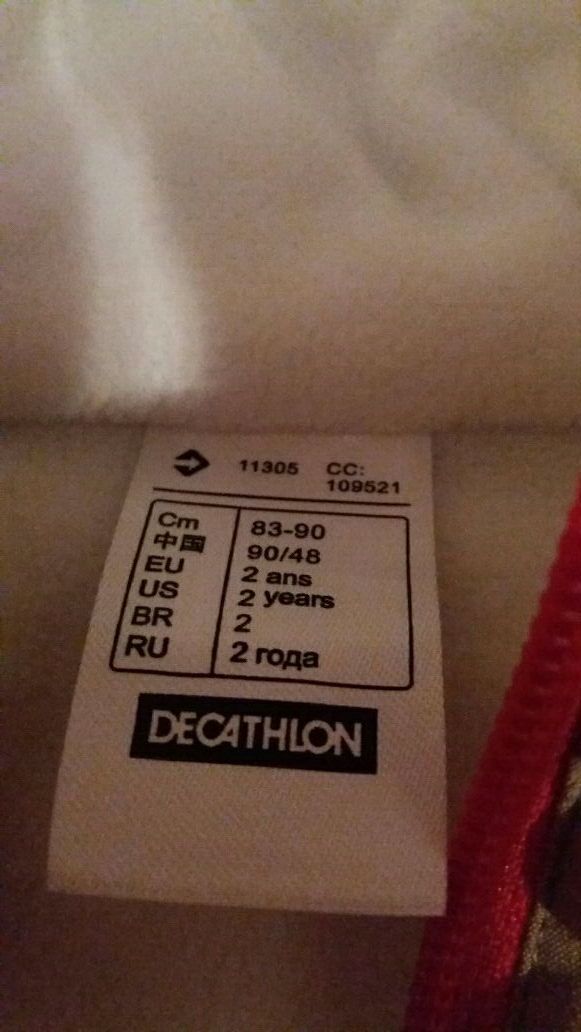 11305 CC:
109521
Cm 83-90
中国 90/48
EU 2 ans
US 2 years
BR 2
RU 2 года
DECATHLON